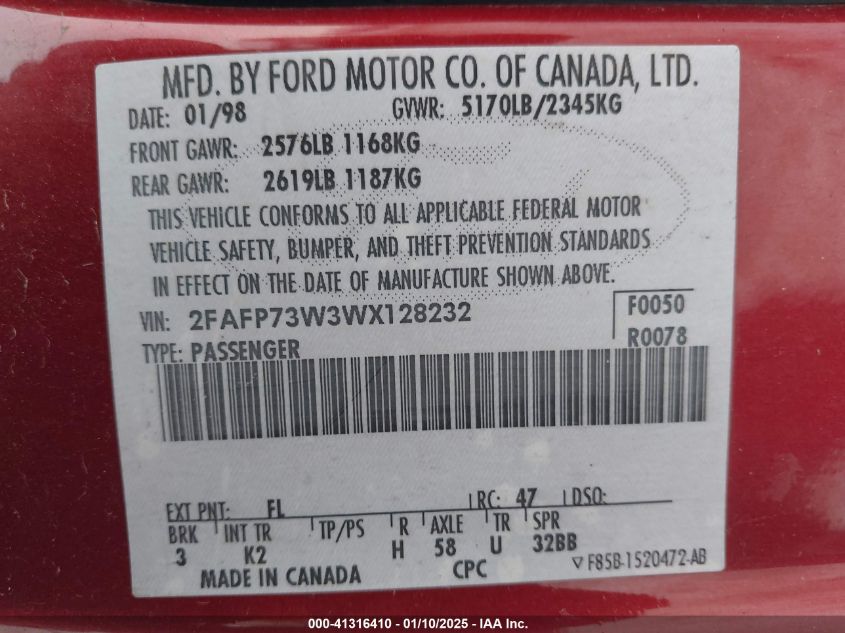 MFD. BY FORD MOTOR CO. OF CANADA, LTD.
DATE: 01/98 GVWR: 5170LB/2345KG
FRONT GAWR: 2576LB 1168KG
REAR GAWR: 2619LB 1187KG
THIS VEHICLE CONFORMS TO ALL APPLICABLE FEDERAL MOTOR
VEHICLE SAFETY, BUMPER, AND THEFT PREVENTION STANDARDS
IN EFFECT ON THE DATE OF MANUFACTURE SHOWN ABOVE.
VIN: 2FAFP73W3WX128232 F0050
TYPE: PASSENGER R0078
EXT PNT: FL RC: 47 DSO:
BRK INT TR TP/PS R AXLE TR SPR
3 K2 H 58 U 32BB
MADE IN CANADA CPC F85B-1520472-AB
000-41316410 - 01/10/2025 - IAA Inc.